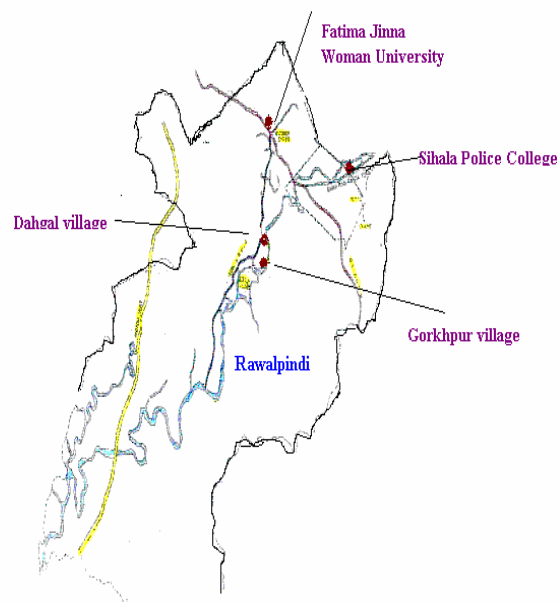 Fatima Jinna
Woman University
Sihala Police College
Dahgal village
Gorkhpur village
Rawalpindi